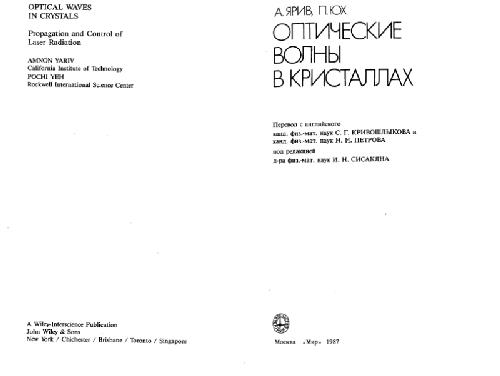 OPTICAL WAVES
IN CRYSTALS
Propagation and Control of
Laser Radiation
AMNON YARIV
California Institute of Technology
POCHI YEH
Rockwell International Science Center
A Wiley-Interscience Publication
John Wiley & Sons
New York / Chichester / Brisbane / Toronto / Singapore
А. ЯРИВ, П. ЮХ
ОПТИЧЕСКИЕ
ВОЛНЫ
В КРИСТАЛЛАХ
Перевод с английского
канд. физ.-мат. наук С. Г. КРИВОШЛЫКОВА и
канд. физ.-мат. наук Н. И. ПЕТРОВА
под редакцией
д-ра физ.-мат. наук И. Н. СИСАКЯНА
Москва «Мир» 1987